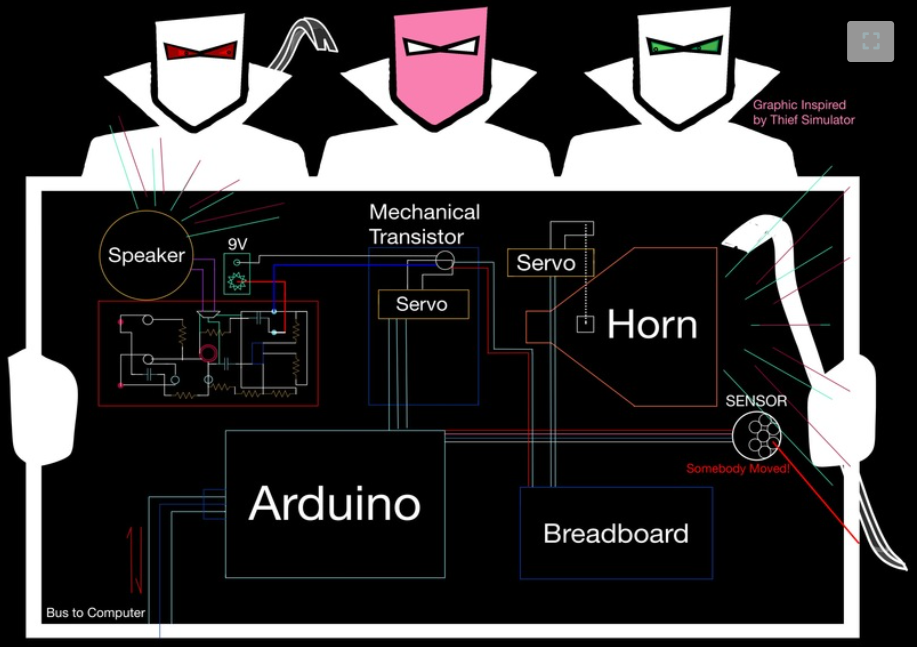 Graphic Inspired
by Thief Simulator
Mechanical
Transistor
Speaker
9V
Servo
Servo
Horn
SENSOR
Somebody Moved!
Arduino
Breadboard
Bus to Computer